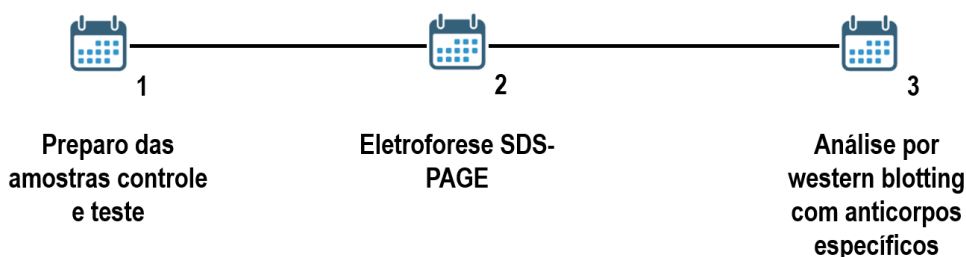 1
Preparo das
amostras controle
e teste
2
Eletroforese SDS-
PAGE
3
Análise por
western blotting
com anticorpos
específicos